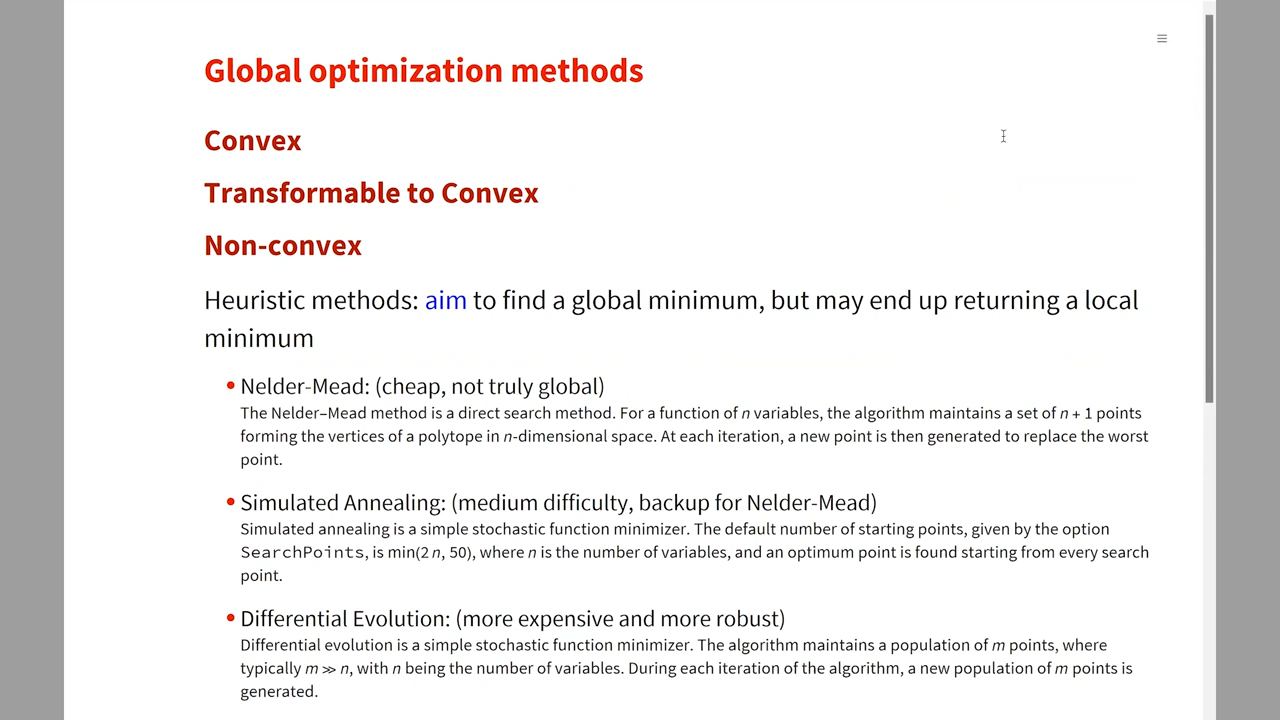 Global optimization methods
Convex
Transformable to Convex
Non-convex
Heuristic methods: aim to find a global minimum, but may end up returning a local
minimum
• Nelder-Mead: (cheap, not truly global)
The Nelder–Mead method is a direct search method. For a function of n variables, the algorithm maintains a set of n + 1 points
forming the vertices of a polytope in n-dimensional space. At each iteration, a new point is then generated to replace the worst
point.
• Simulated Annealing: (medium difficulty, backup for Nelder-Mead)
Simulated annealing is a simple stochastic function minimizer. The default number of starting points, given by the option
SearchPoints, is min(2 n, 50), where n is the number of variables, and an optimum point is found starting from every search
point.
• Differential Evolution: (more expensive and more robust)
Differential evolution is a simple stochastic function minimizer. The algorithm maintains a population of m points, where
typically m ≫ n, with n being the number of variables. During each iteration of the algorithm, a new population of m points is
generated.